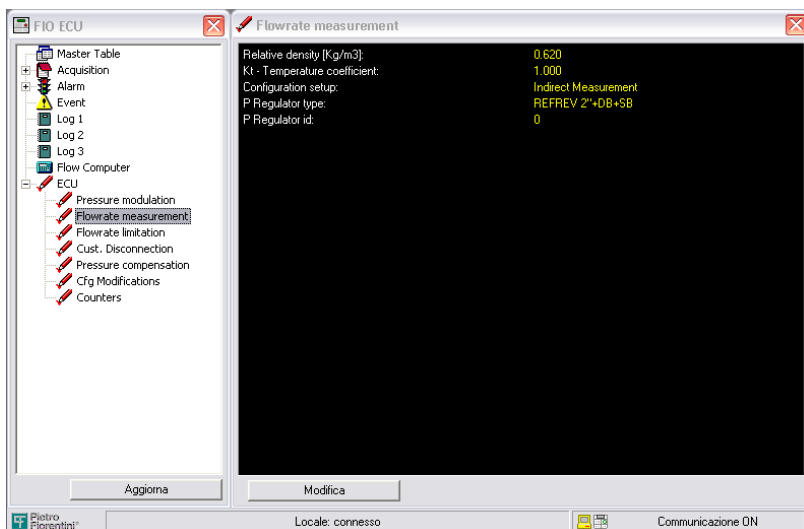 FIO ECU
Master Table
Acquisition
Alarm
Event
Log 1
Log 2
Log 3
Flow Computer
ECU
Pressure modulation
Flowrate measurement
Flowrate limitation
Cust. Disconnection
Pressure compensation
Cfg Modifications
Counters
Aggiorna
Flowrate measurement
Relative density [Kg/m3]: 0.620
Kt - Temperature coefficient: 1.000
Configuration setup: Indirect Measurement
P Regulator type: REFREV 2"+DB+SB
P Regulator id: 0
Modifica
Pietro
Fiorentini
Locale: connesso
Communicazione ON